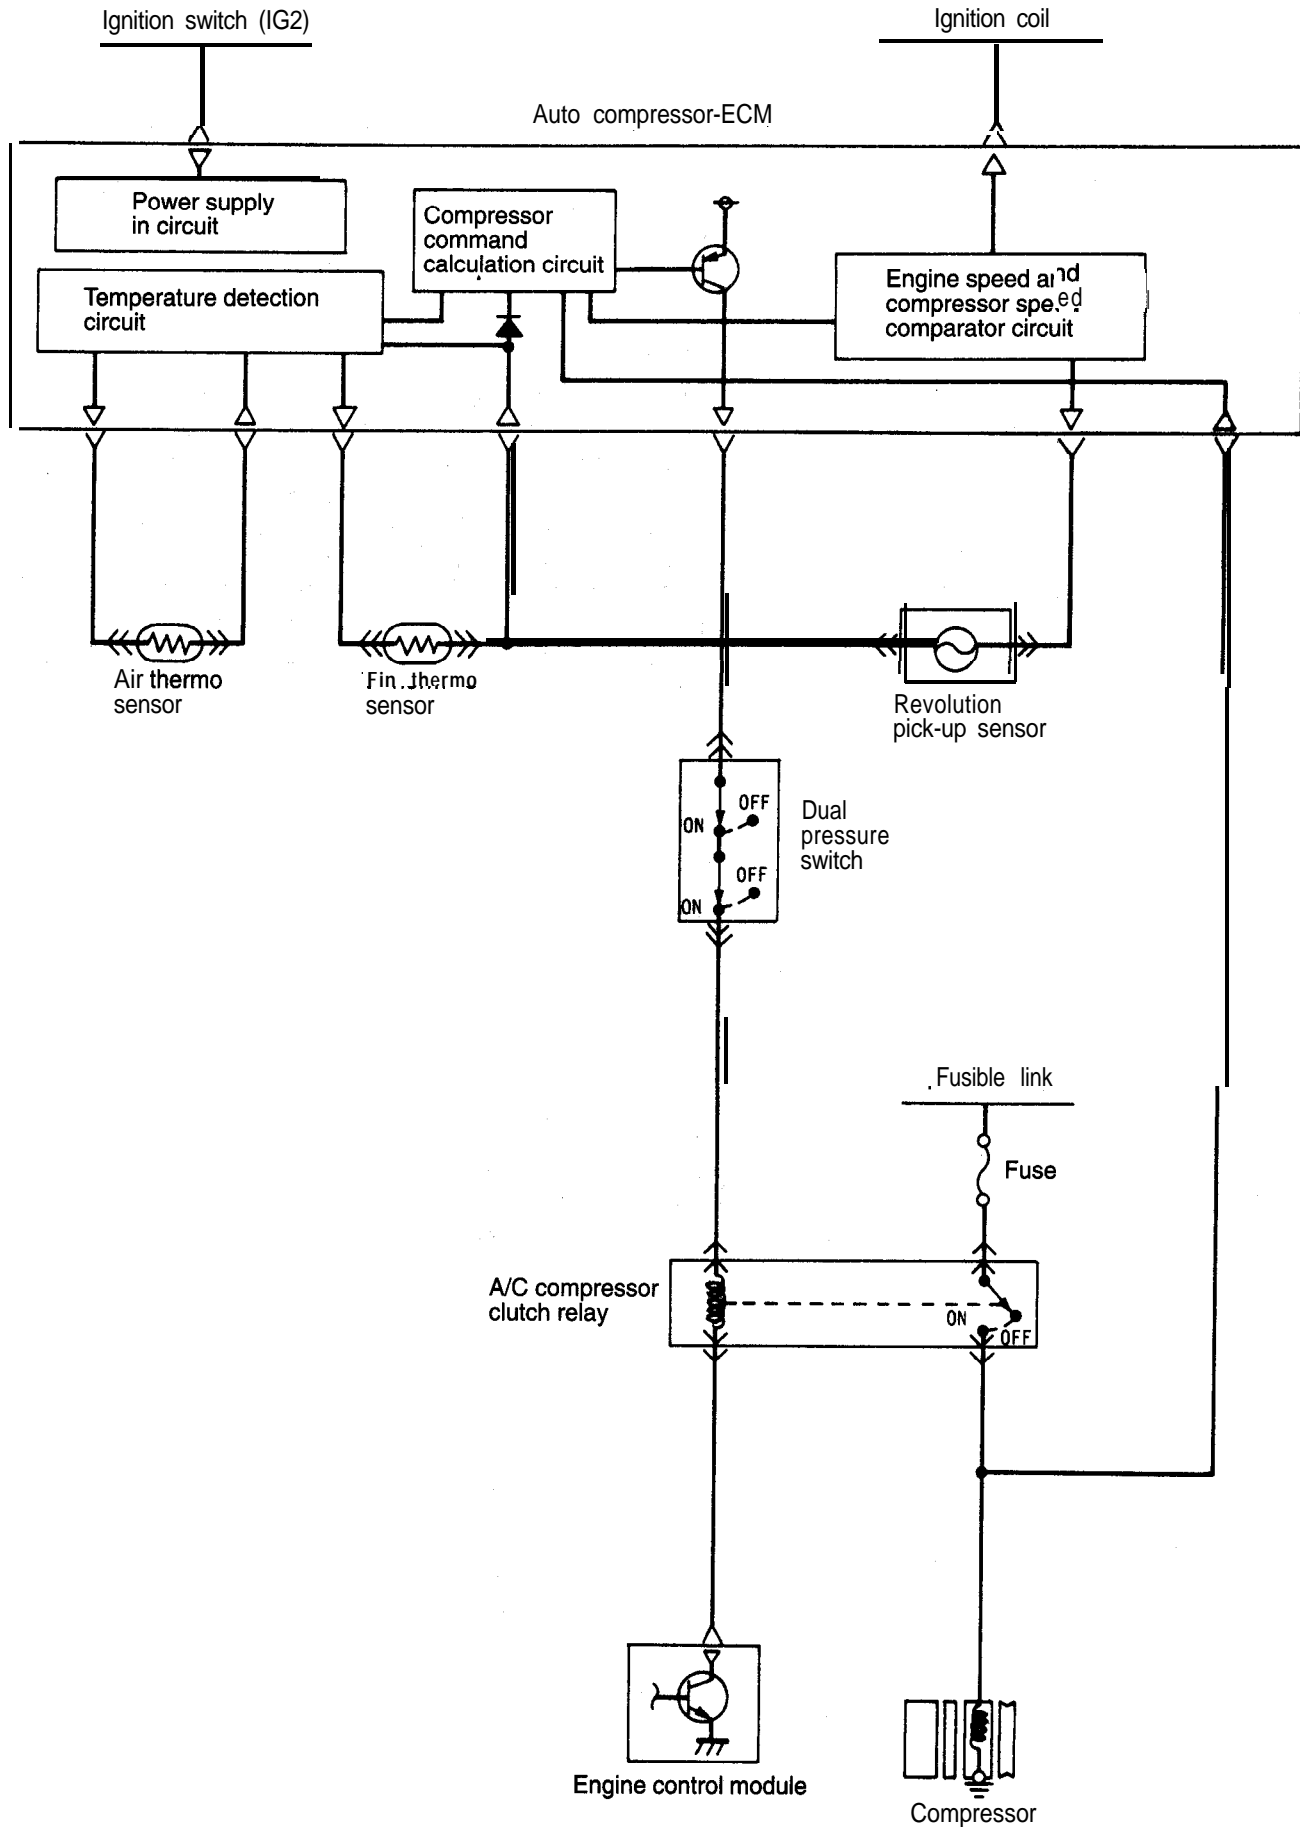 Ignition switch (IG2)
Ignition coil
Auto compressor-ECM
Power supply
in circuit
Compressor
command
calculation circuit
Engine speed and
compressor speed
comparator circuit
Temperature detection
circuit
Air thermo
sensor
Fin thermo
sensor
Revolution
pick-up sensor
OFF
ON
OFF
ON
Dual
pressure
switch
Fusible link
Fuse
A/C compressor
clutch relay
ON
OFF
Engine control module
Compressor